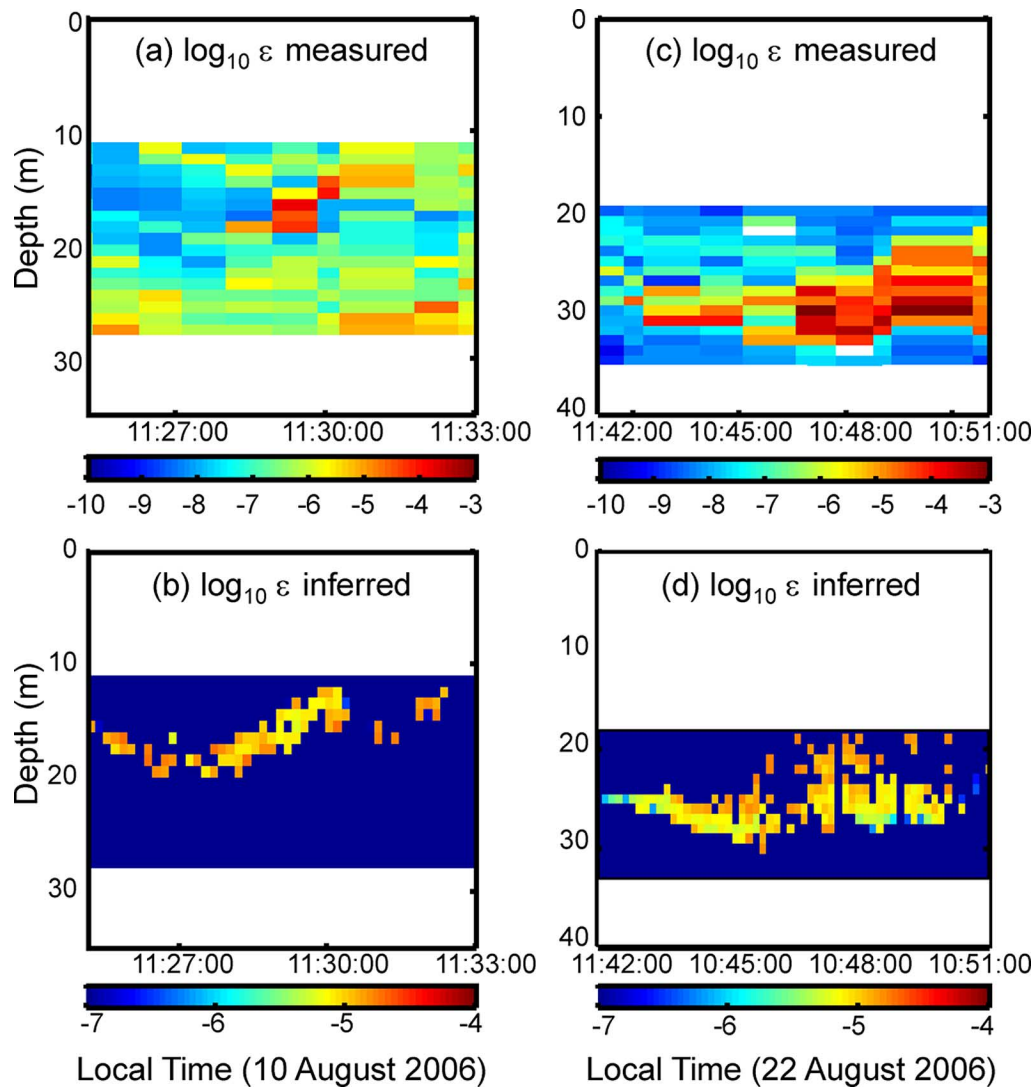 (a) log₁₀ ε measured
0
10
20
30
Depth (m)
11:27:00 11:30:00 11:33:00
-10 -9 -8 -7 -6 -5 -4 -3
(c) log₁₀ ε measured
0
10
20
30
40
11:42:00 10:45:00 10:48:00 10:51:00
-10 -9 -8 -7 -6 -5 -4 -3
(b) log₁₀ ε inferred
0
10
20
30
Depth (m)
11:27:00 11:30:00 11:33:00
-7 -6 -5 -4
Local Time (10 August 2006)
(d) log₁₀ ε inferred
0
10
20
30
40
11:42:00 10:45:00 10:48:00 10:51:00
-7 -6 -5 -4
Local Time (22 August 2006)